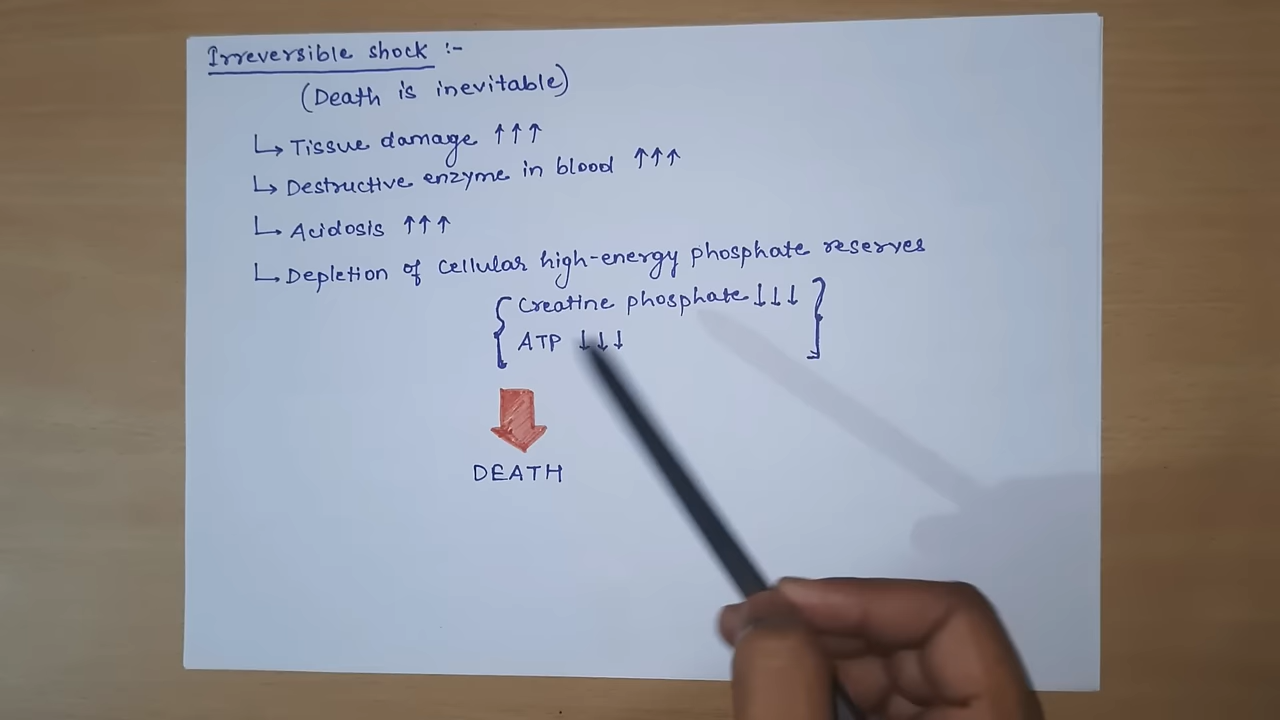 Irreversible shock :-
(Death is inevitable)
↳ Tissue damage ↑↑↑
↳ Destructive enzyme in blood ↑↑↑
↳ Acidosis ↑↑↑
↳ Depletion of cellular high-energy phosphate reserves
{ Creatine phosphate ↓↓↓ }
ATP ↓↓↓
DEATH